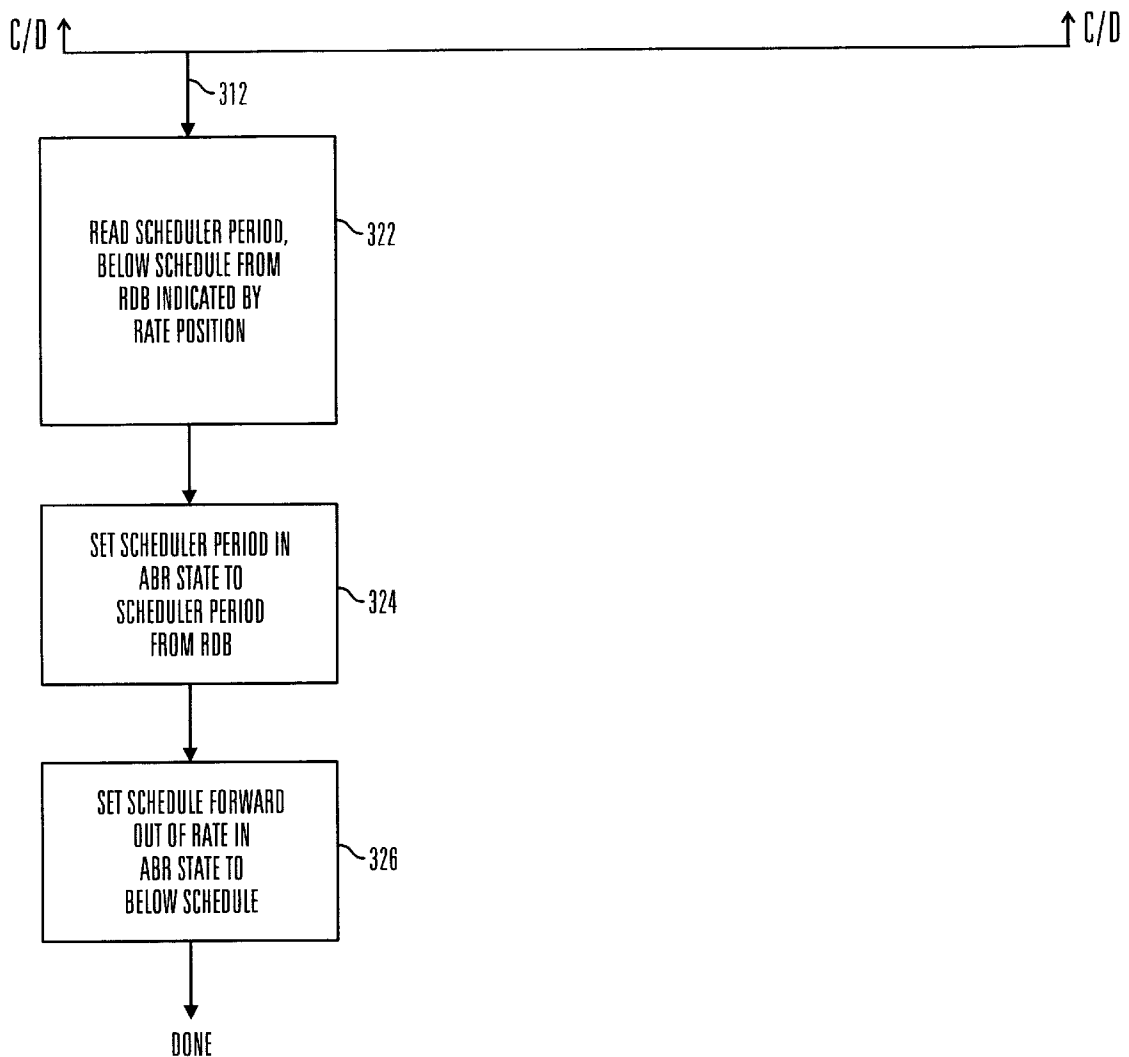 C/D
C/D
312
READ SCHEDULER PERIOD,
BELOW SCHEDULE FROM
RDB INDICATED BY
RATE POSITION
322
SET SCHEDULER PERIOD IN
ABR STATE TO
SCHEDULER PERIOD
FROM RDB
324
SET SCHEDULE FORWARD
OUT OF RATE IN
ABR STATE TO
BELOW SCHEDULE
326
DONE